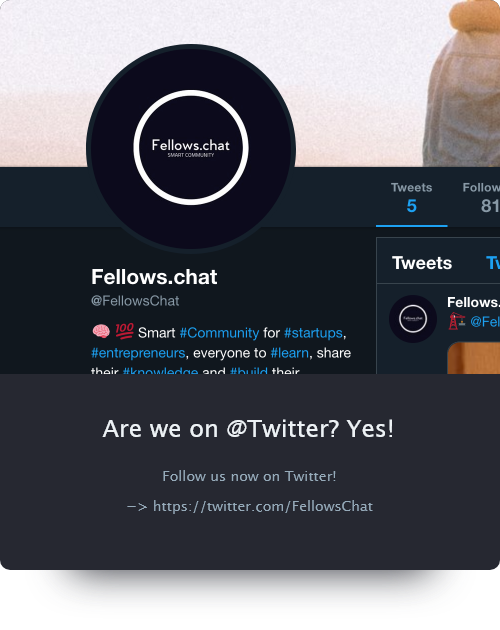 Fellows.chat
SMART COMMUNITY
Tweets
5
Follow
81
Fellows.chat
@FellowsChat
🧠 💯 Smart #Community for #startups,
#entrepreneurs, everyone to #learn, share
their #knowledge and #build their
Tweets Tw
Fellows.
🏗️ @Fel
Are we on @Twitter? Yes!
Follow us now on Twitter!
—> https://twitter.com/FellowsChat